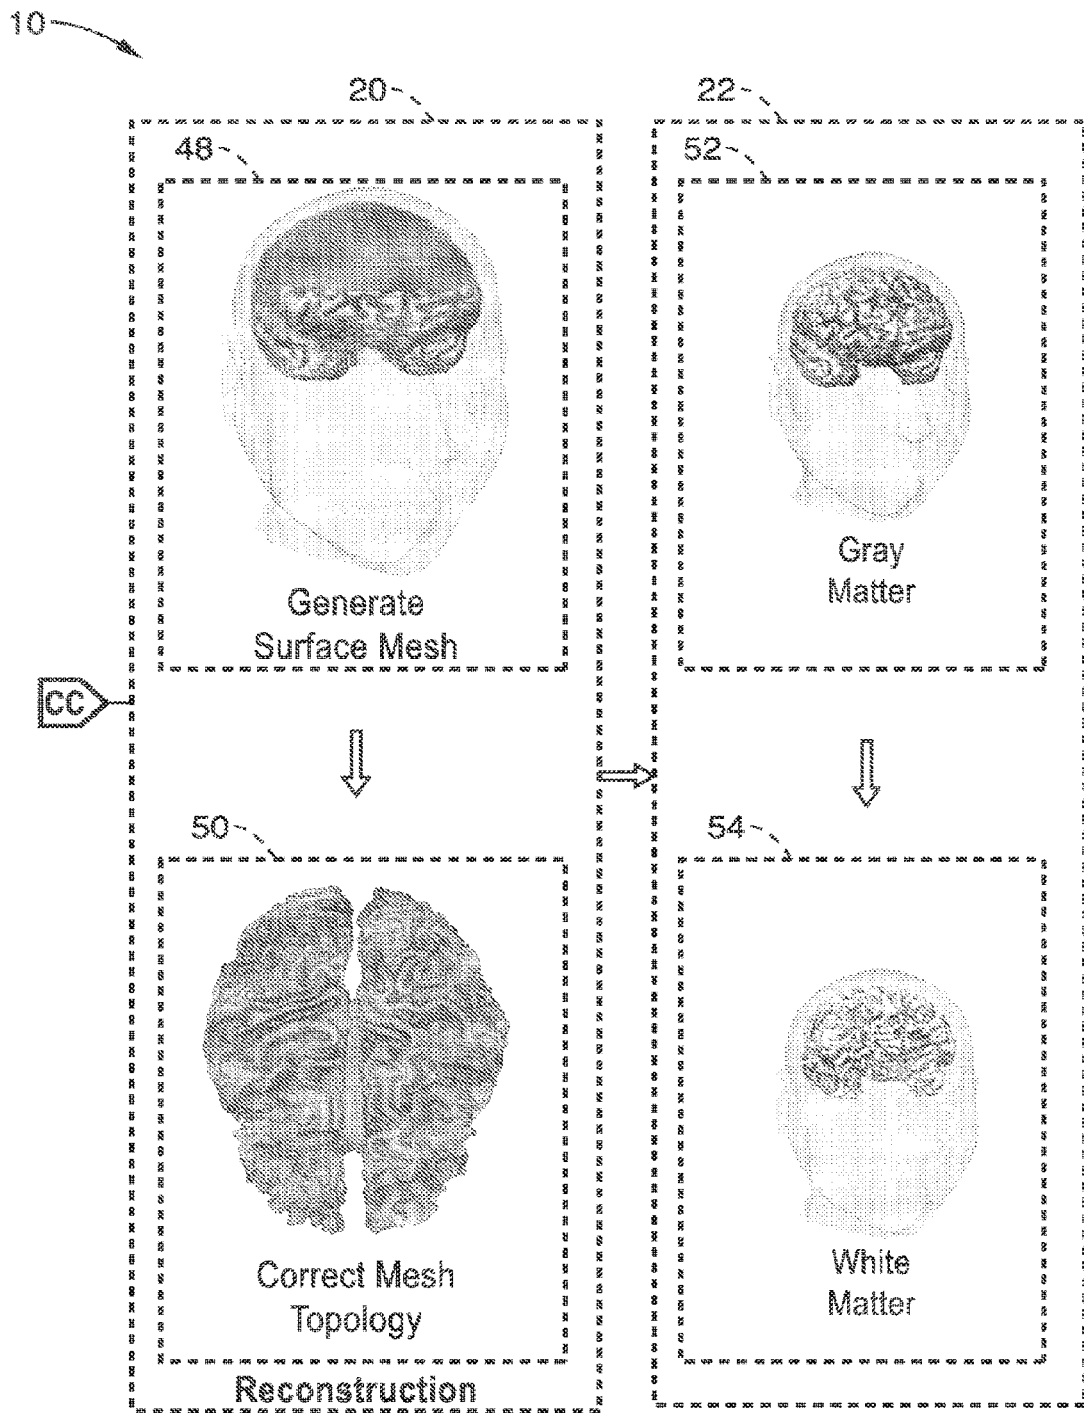 10
20
22
48
52
Generate
Surface Mesh
Gray
Matter
CC
50
54
Correct Mesh
Topology
White
Matter
Reconstruction